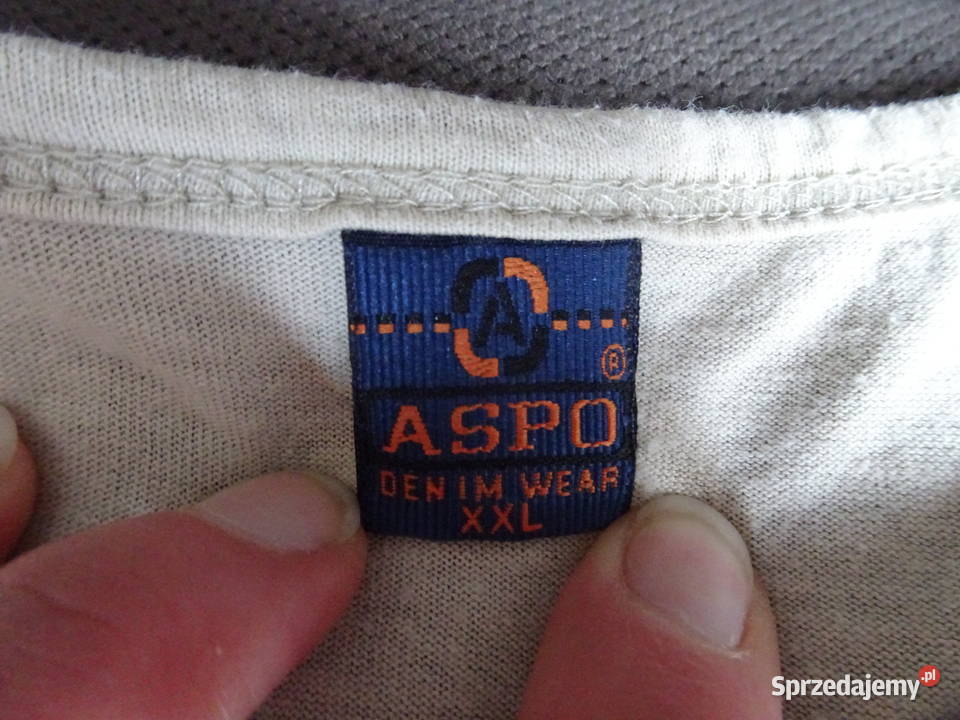 A
®
ASPO
DENIM WEAR
XXL
Sprzedajemy.pl